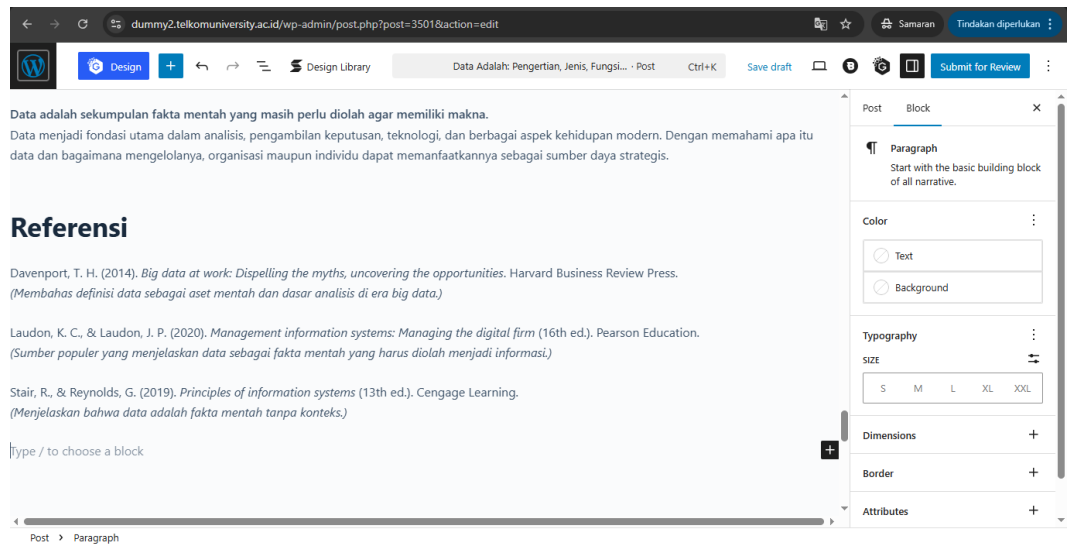 dummy2.telkomuniversity.ac.id/wp-admin/post.php?post=3501&action=edit
Samaran
Tindakan diperlukan
Design
Design Library
Data Adalah: Pengertian, Jenis, Fungsi... · Post
Ctrl+K
Save draft
Submit for Review
Data adalah sekumpulan fakta mentah yang masih perlu diolah agar memiliki makna.
Data menjadi fondasi utama dalam analisis, pengambilan keputusan, teknologi, dan berbagai aspek kehidupan modern. Dengan memahami apa itu
data dan bagaimana mengelolanya, organisasi maupun individu dapat memanfaatkannya sebagai sumber daya strategis.
Referensi
Davenport, T. H. (2014). Big data at work: Dispelling the myths, uncovering the opportunities. Harvard Business Review Press.
(Membahas definisi data sebagai aset mentah dan dasar analisis di era big data.)
Laudon, K. C., & Laudon, J. P. (2020). Management information systems: Managing the digital firm (16th ed.). Pearson Education.
(Sumber populer yang menjelaskan data sebagai fakta mentah yang harus diolah menjadi informasi.)
Stair, R., & Reynolds, G. (2019). Principles of information systems (13th ed.). Cengage Learning.
(Menjelaskan bahwa data adalah fakta mentah tanpa konteks.)
Type / to choose a block
Post
Block
Paragraph
Start with the basic building block
of all narrative.
Color
Text
Background
Typography
SIZE
S M L XL XXL
Dimensions
Border
Attributes
Post > Paragraph